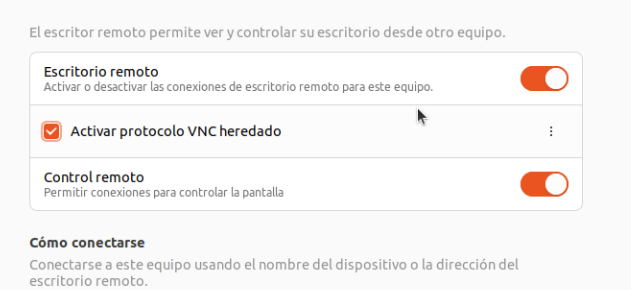 El escritor remoto permite ver y controlar su escritorio desde otro equipo.
Escritorio remoto
Activar o desactivar las conexiones de escritorio remoto para este equipo.
Activar protocolo VNC heredado
Control remoto
Permitir conexiones para controlar la pantalla
Cómo conectarse
Conectarse a este equipo usando el nombre del dispositivo o la dirección del
escritorio remoto.